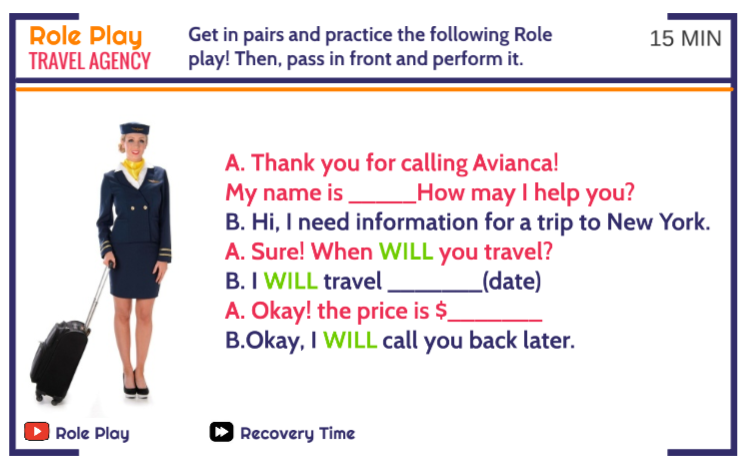 Role Play
TRAVEL AGENCY
Get in pairs and practice the following Role
play! Then, pass in front and perform it.
15 MIN
A. Thank you for calling Avianca!
My name is _____How may I help you?
B. Hi, I need information for a trip to New York.
A. Sure! When WILL you travel?
B. I WILL travel _______(date)
A. Okay! the price is $_______
B.Okay, I WILL call you back later.
Role Play
Recovery Time